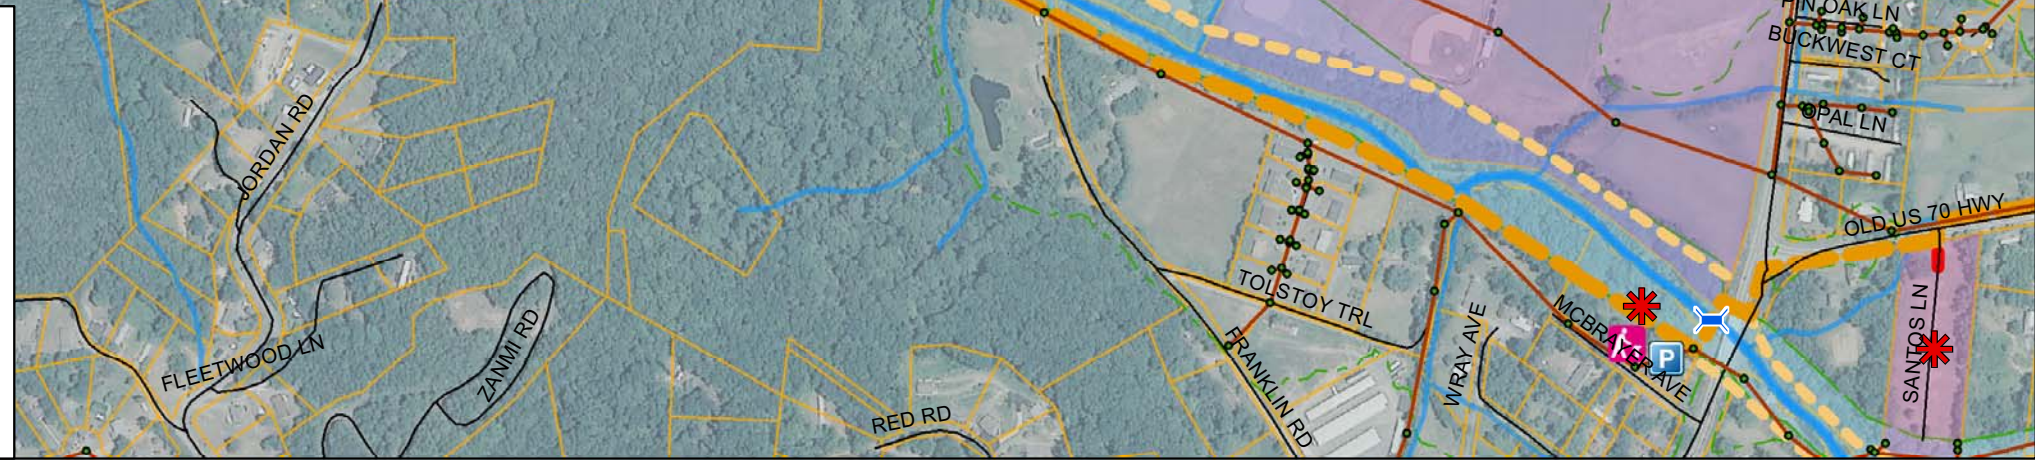 PIN OAK LN
BUCKWEST CT
JORDAN RD
OPAL LN
OLD US 70 HWY
TOLSTOY TRL
FLEETWOOD LN
ZANMI RD
FRANKLIN RD
WRAY AVE
MCBRAYER AVE
P
SANTOS LN
RED RD